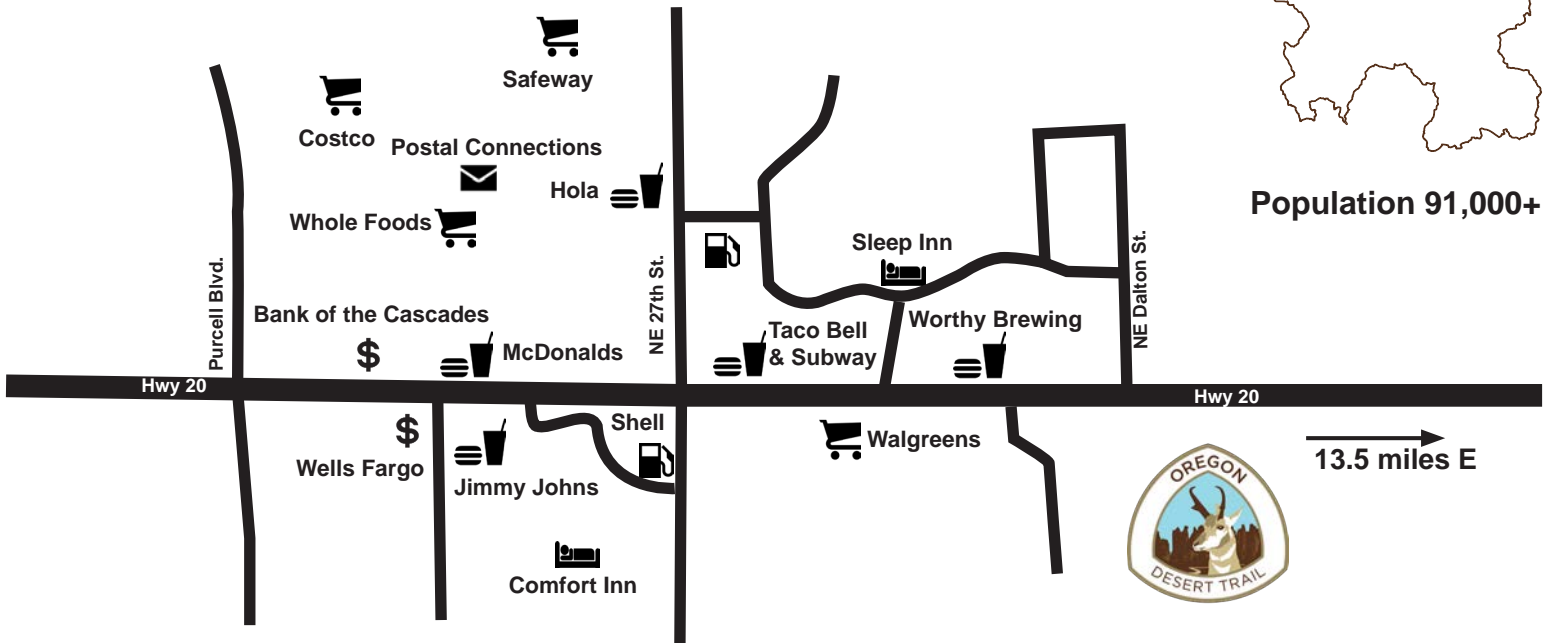 Safeway
Costco
Postal Connections
Hola
Whole Foods
Population 91,000+
Sleep Inn
Purcell Blvd.
NE 27th St.
NE Dalton St.
Bank of the Cascades
$
McDonalds
Taco Bell
& Subway
Worthy Brewing
Hwy 20
Hwy 20
$
Wells Fargo
Jimmy Johns
Shell
Walgreens
13.5 miles E
OREGON
DESERT TRAIL
Comfort Inn